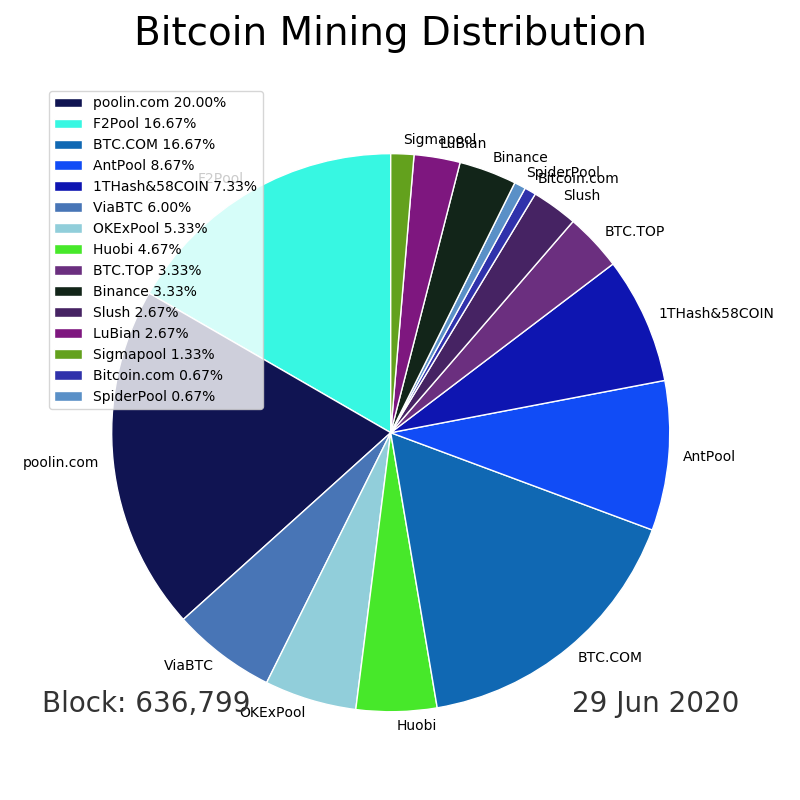 Bitcoin Mining Distribution
poolin.com 20.00%
F2Pool 16.67%
BTC.COM 16.67%
AntPool 8.67%
1THash&58COIN 7.33%
ViaBTC 6.00%
OKExPool 5.33%
Huobi 4.67%
BTC.TOP 3.33%
Binance 3.33%
Slush 2.67%
LuBian 2.67%
Sigmapool 1.33%
Bitcoin.com 0.67%
SpiderPool 0.67%
Sigmapool
LuBian
Binance
SpiderPool
Bitcoin.com
Slush
BTC.TOP
1THash&58COIN
AntPool
BTC.COM
Huobi
OKExPool
ViaBTC
poolin.com
F2Pool
Block: 636,799
29 Jun 2020